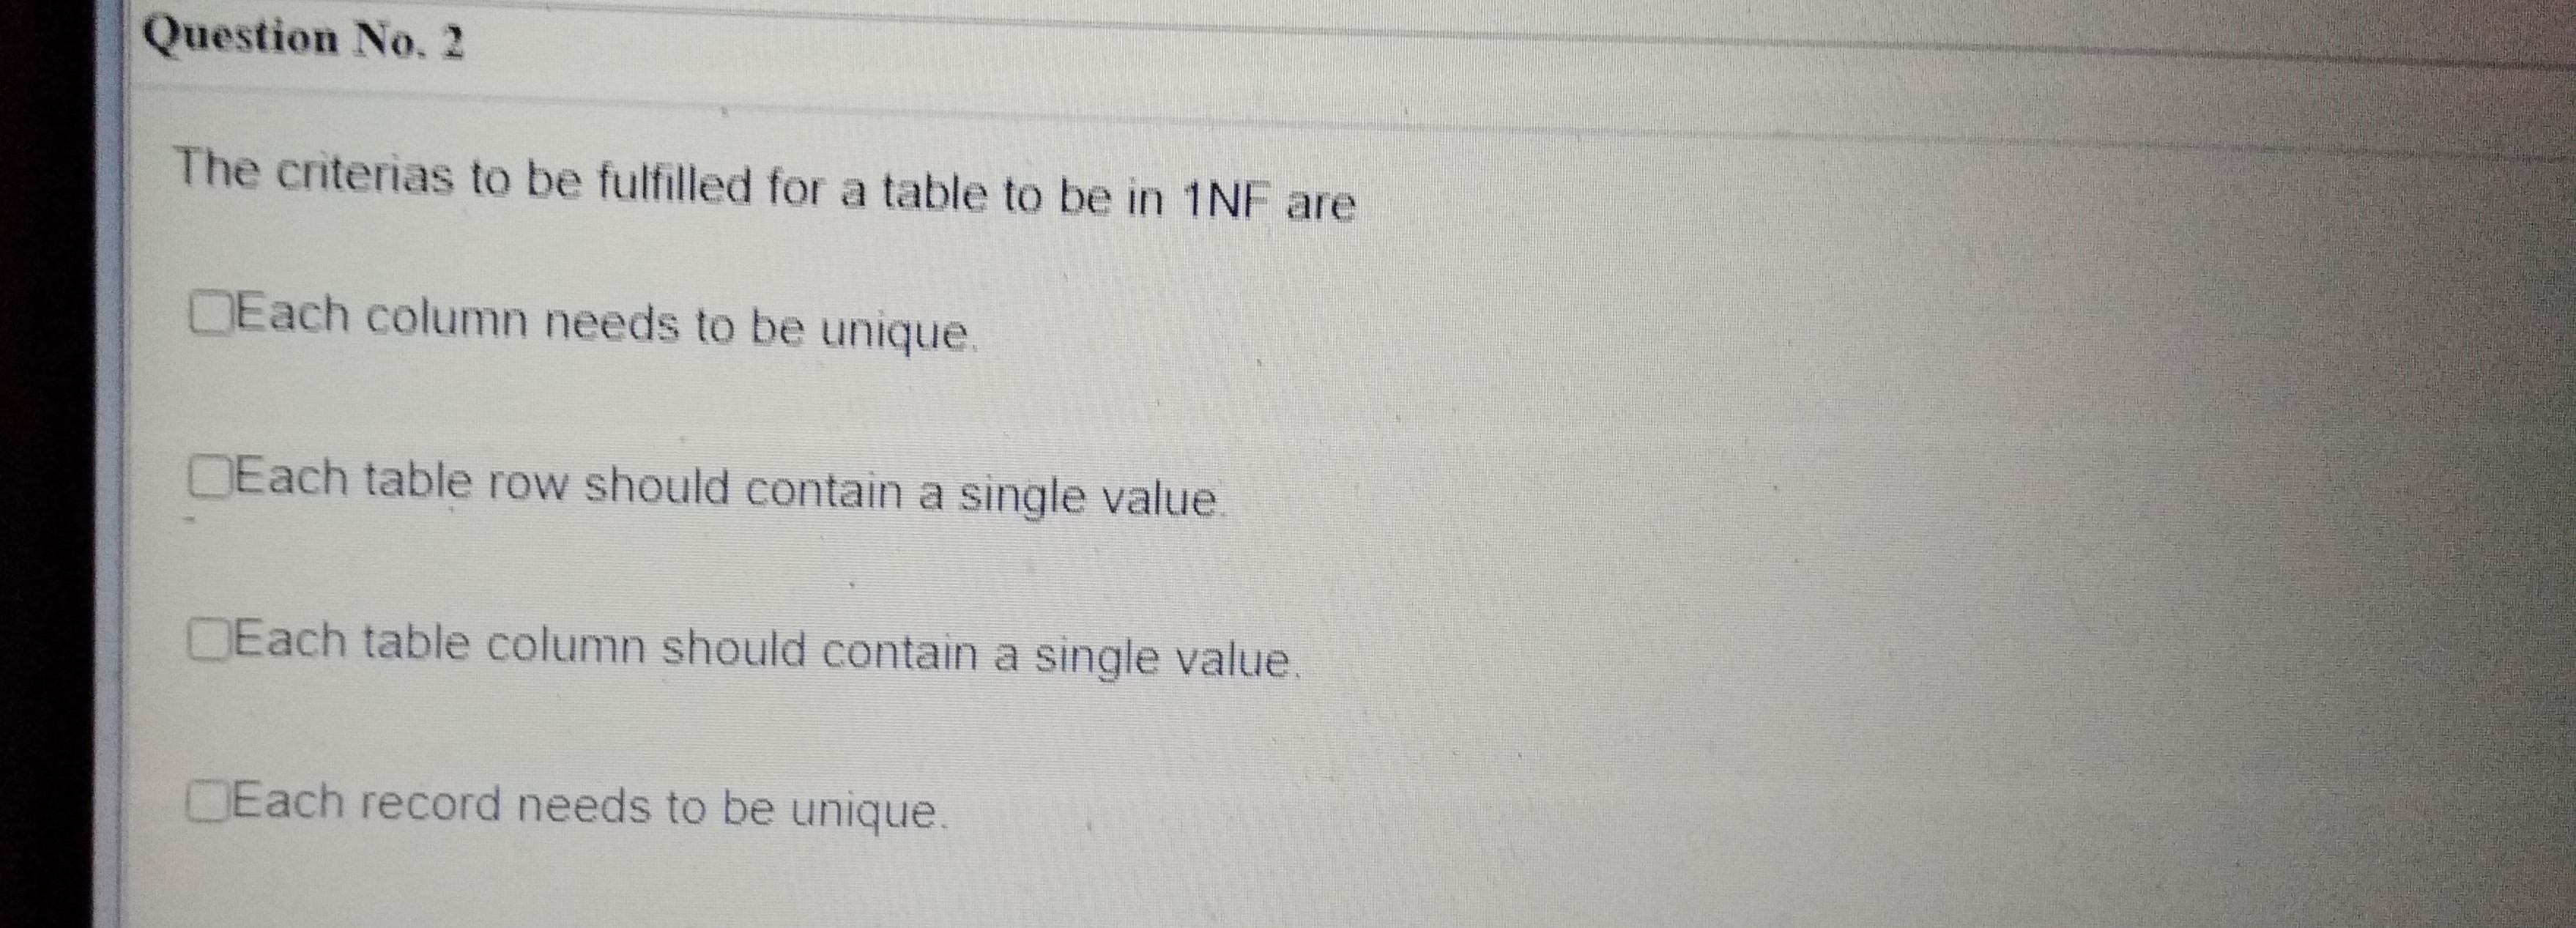 Question No. 2
The criterias to be fulfilled for a table to be in 1NF are
Each column needs to be unique.
Each table row should contain a single value.
Each table column should contain a single value.
Each record needs to be unique.